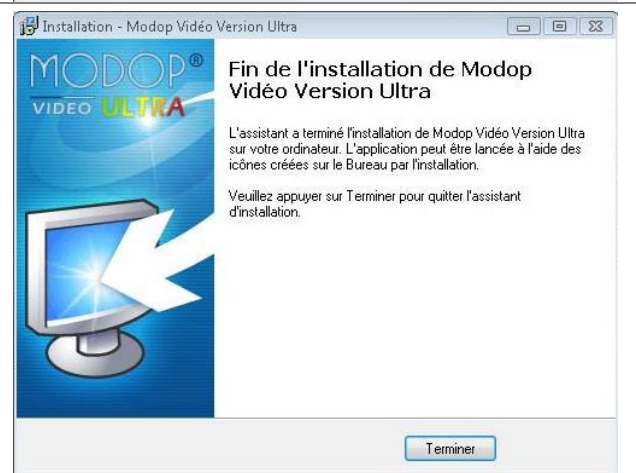 Installation - Modop Vidéo Version Ultra
MODOP®
VIDEO ULTRA
Fin de l'installation de Modop
Vidéo Version Ultra
L'assistant a terminé l'installation de Modop Vidéo Version Ultra
sur votre ordinateur. L'application peut être lancée à l'aide des
icônes créées sur le Bureau par l'installation.
Veuillez appuyer sur Terminer pour quitter l'assistant
d'installation.
Terminer